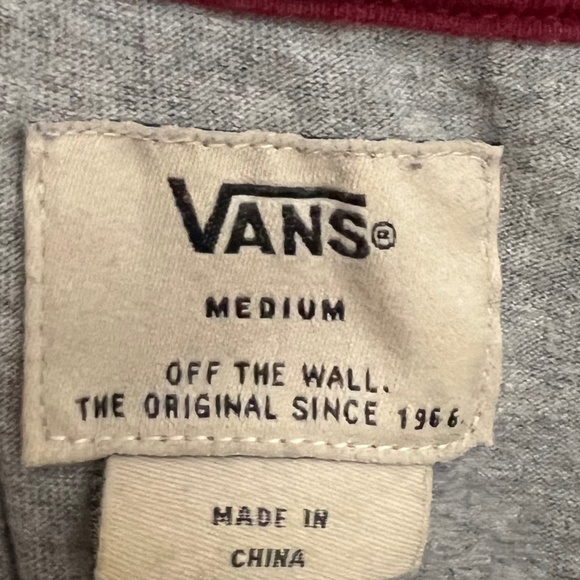 VANS®
MEDIUM
OFF THE WALL.
THE ORIGINAL SINCE 1966.
MADE IN
CHINA